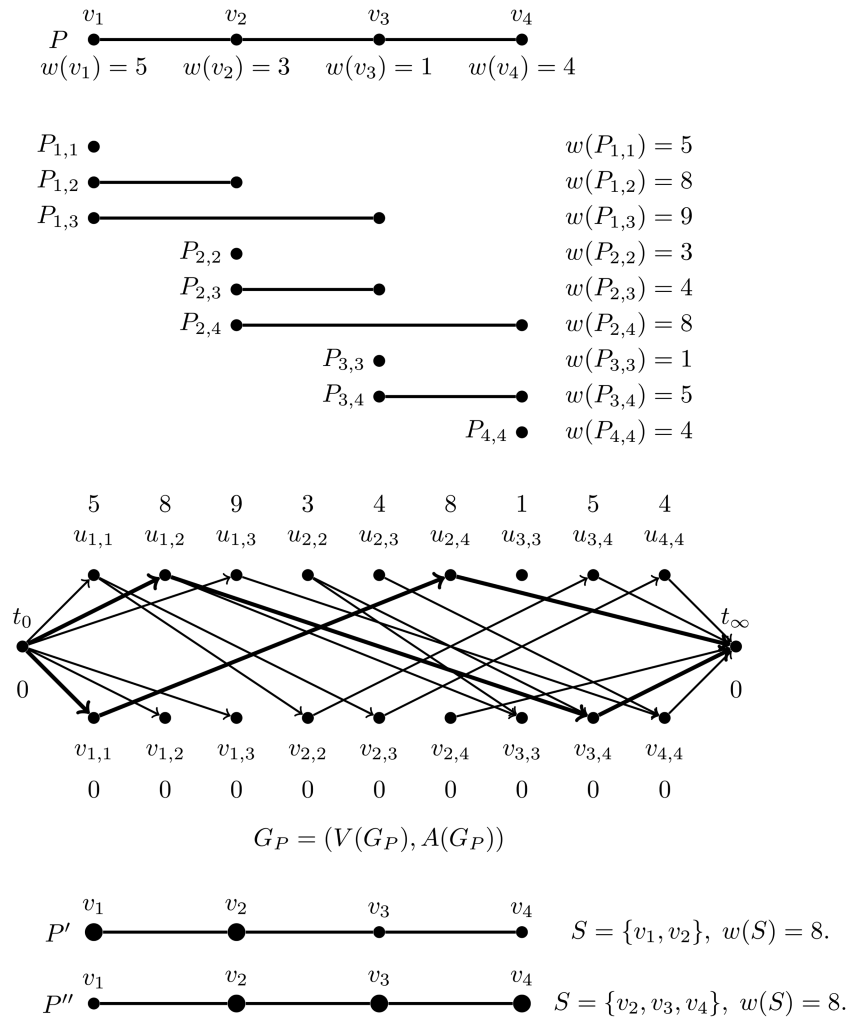 v₁ v₂ v₃ v₄
P
w(v₁) = 5 w(v₂) = 3 w(v₃) = 1 w(v₄) = 4
P₁,₁ w(P₁,₁) = 5
P₁,₂ w(P₁,₂) = 8
P₁,₃ w(P₁,₃) = 9
P₂,₂ w(P₂,₂) = 3
P₂,₃ w(P₂,₃) = 4
P₂,₄ w(P₂,₄) = 8
P₃,₃ w(P₃,₃) = 1
P₃,₄ w(P₃,₄) = 5
P₄,₄ w(P₄,₄) = 4
5 8 9 3 4 8 1 5 4
u₁,₁ u₁,₂ u₁,₃ u₂,₂ u₂,₃ u₂,₄ u₃,₃ u₃,₄ u₄,₄
t₀ t∞
0 0
v₁,₁ v₁,₂ v₁,₃ v₂,₂ v₂,₃ v₂,₄ v₃,₃ v₃,₄ v₄,₄
0 0 0 0 0 0 0 0 0
G_P = (V(G_P), A(G_P))
v₁ v₂ v₃ v₄
P′ S = {v₁, v₂}, w(S) = 8.
v₁ v₂ v₃ v₄
P″ S = {v₂, v₃, v₄}, w(S) = 8.